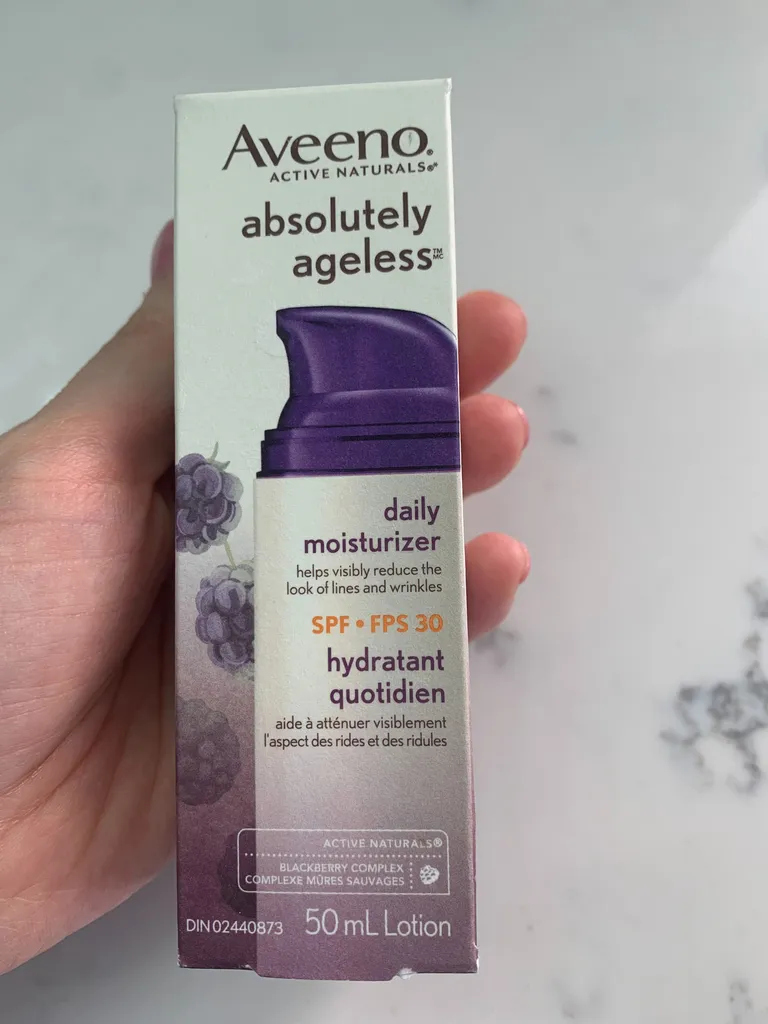 Aveeno®
ACTIVE NATURALS®*
absolutely
ageless™ MC
daily
moisturizer
helps visibly reduce the
look of lines and wrinkles
SPF • FPS 30
hydratant
quotidien
aide à atténuer visiblement
l'aspect des rides et des ridules
ACTIVE NATURALS®
BLACKBERRY COMPLEX
COMPLEXE MÛRES SAUVAGES
DIN 02440873 50 mL Lotion